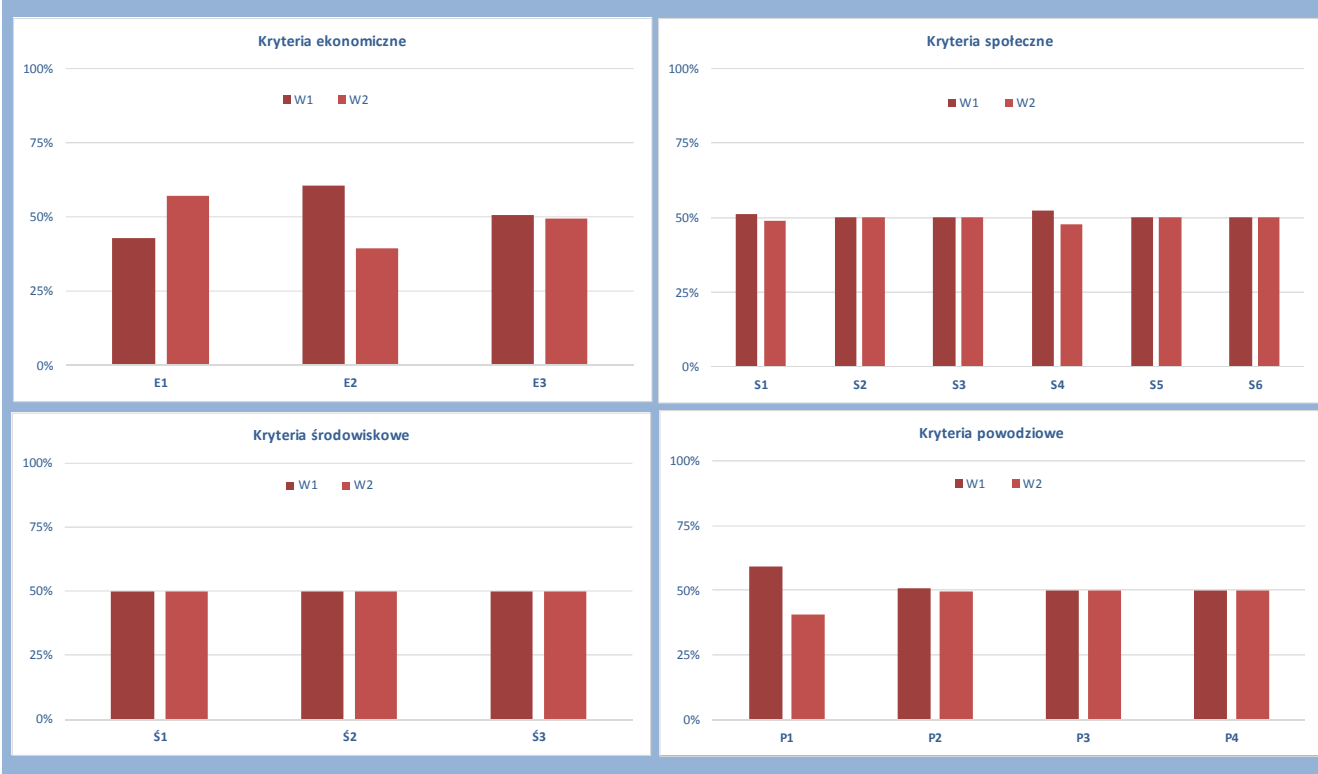 Kryteria ekonomiczne
100%
W1 W2
75%
50%
25%
0%
E1 E2 E3
Kryteria społeczne
100%
W1 W2
75%
50%
25%
0%
S1 S2 S3 S4 S5 S6
Kryteria środowiskowe
100%
W1 W2
75%
50%
25%
0%
Ś1 Ś2 Ś3
Kryteria powodziowe
100%
W1 W2
75%
50%
25%
0%
P1 P2 P3 P4